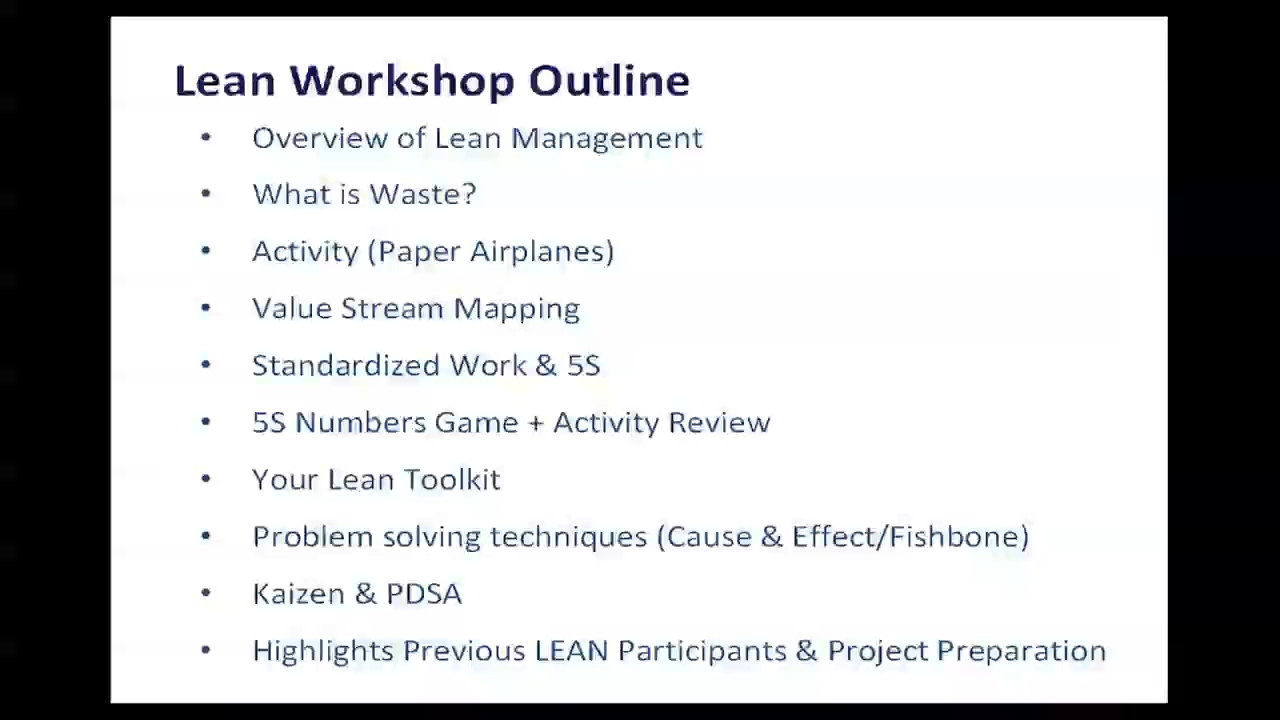 Lean Workshop Outline
• Overview of Lean Management
• What is Waste?
• Activity (Paper Airplanes)
• Value Stream Mapping
• Standardized Work & 5S
• 5S Numbers Game + Activity Review
• Your Lean Toolkit
• Problem solving techniques (Cause & Effect/Fishbone)
• Kaizen & PDSA
• Highlights Previous LEAN Participants & Project Preparation